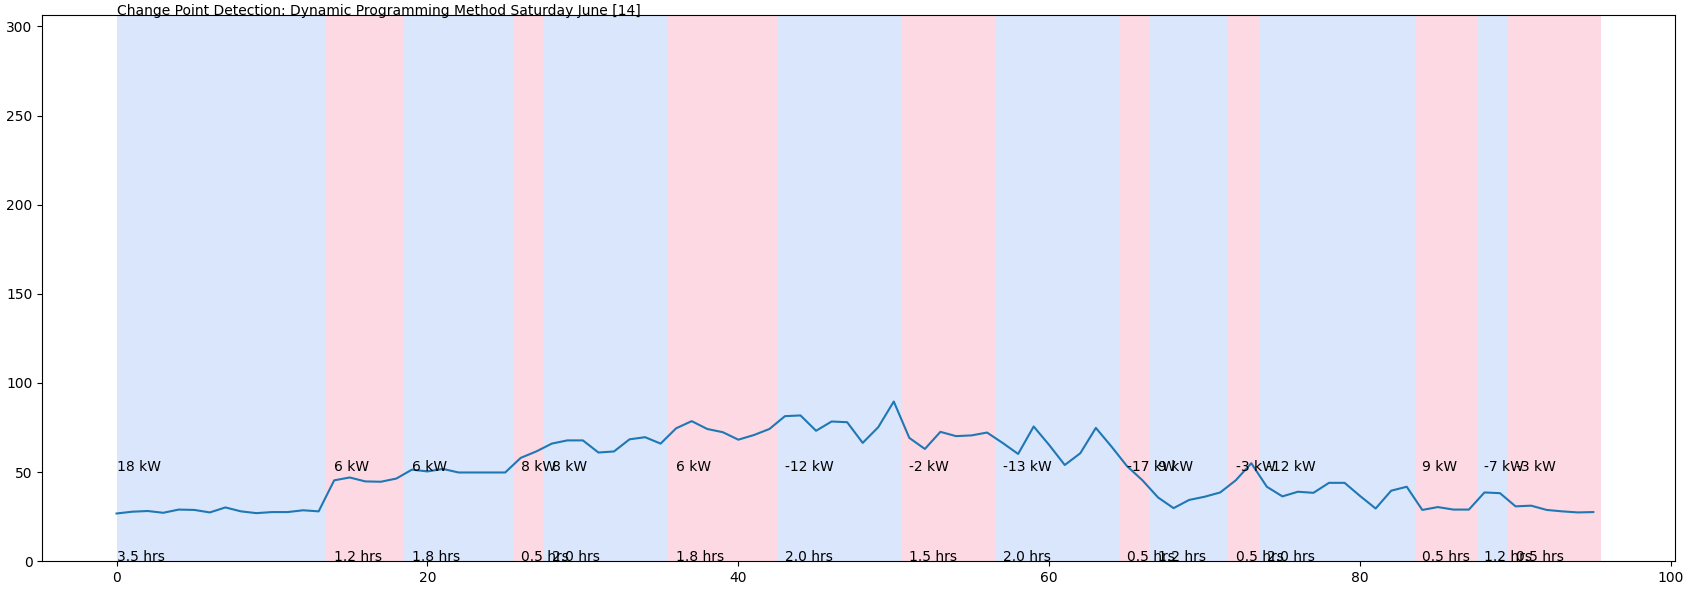 Change Point Detection: Dynamic Programming Method Saturday June [14]
300
250
200
150
100
50
0
18 kW 6 kW 6 kW 8 kW 8 kW 6 kW -12 kW -2 kW -13 kW -17 kW 9 kW -3 kW -12 kW 9 kW -7 kW -3 kW
3.5 hrs 1.2 hrs 1.8 hrs 0.5 hrs 2.0 hrs 1.8 hrs 2.0 hrs 1.5 hrs 2.0 hrs 0.5 hrs 1.2 hrs 0.5 hrs 2.0 hrs 0.5 hrs 1.2 hrs 0.5 hrs
0 20 40 60 80 100